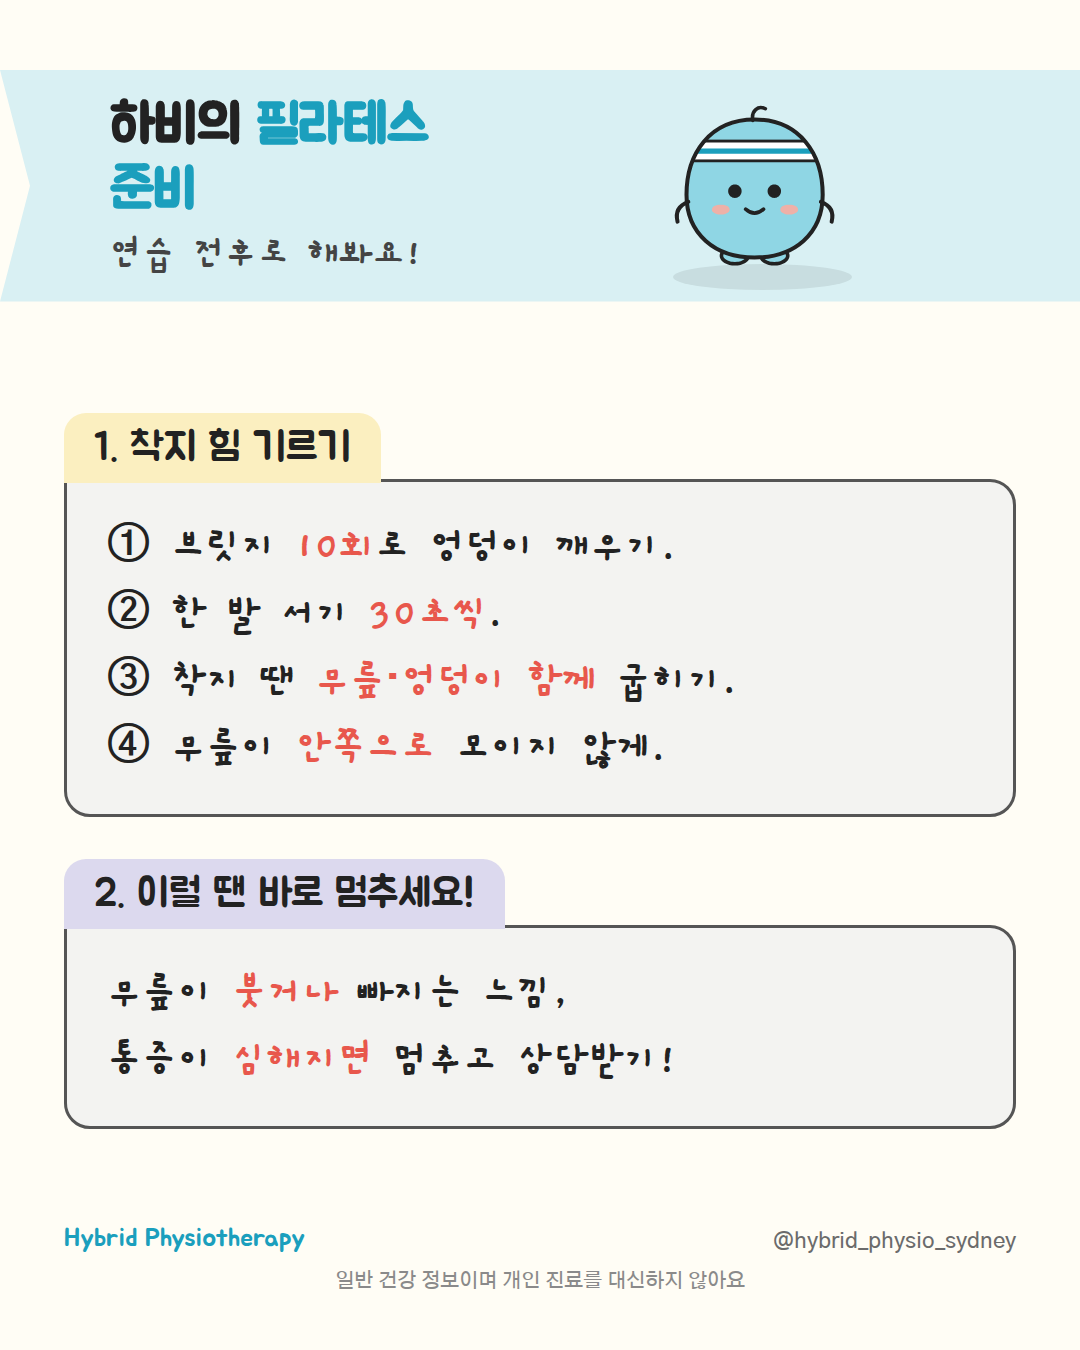 하비의 필라테스
준비
연습 전후로 해봐요!
1. 착지 힘 기르기
① 브릿지 10회로 엉덩이 깨우기.
② 한 발 서기 30초씩.
③ 착지 땐 무릎·엉덩이 함께 굽히기.
④ 무릎이 안쪽으로 모이지 않게.
2. 이럴 땐 바로 멈추세요!
무릎이 붓거나 빠지는 느낌,
통증이 심해지면 멈추고 상담받기!
Hybrid Physiotherapy
@hybrid_physio_sydney
일반 건강 정보이며 개인 진료를 대신하지 않아요